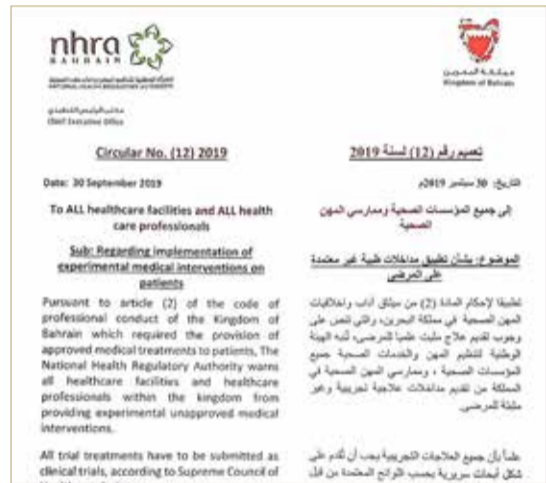 nhra
BAHRAIN
NATIONAL HEALTH REGULATORY AUTHORITY
Chief Executive Office
مملكة البحرين
Kingdom of Bahrain
Circular No. (12) 2019
Date: 30 September 2019
To ALL healthcare facilities and ALL health
care professionals
Sub: Regarding implementation of
experimental medical interventions on
patients
Pursuant to article (2) of the code of
professional conduct of the Kingdom of
Bahrain which required the provision of
approved medical treatments to patients, The
National Health Regulatory Authority warns
all healthcare facilities and healthcare
professionals within the kingdom from
providing experimental unapproved medical
interventions.
All trial treatments have to be submitted as
clinical trials, according to Supreme Council of
تعميم رقم (12) لسنة 2019
التاريخ: 30 سبتمبر 2019م
إلى جميع المؤسسات الصحية وممارسي المهن
الصحية
الموضوع: بشأن تطبيق مداخلات طبية غير معتمدة
على المرضى
تطبيقا لإحكام المادة (2) من ميثاق آداب واخلاقيات
المهن الصحية في مملكة البحرين، والتي تنص على
وجوب تقديم علاج مثبت علميا للمرضى، تنبه الهيئة
الوطنية لتنظيم المهن والخدمات الصحية جميع
المؤسسات الصحية ، وممارسي المهن الصحية في
المملكة من تقديم مداخلات علاجية تجريبية وغير
مثبتة للمرضى.
علماً بأن جميع العلاجات التجريبية يجب أن تقدم على
شكل أبحاث سريرية بحسب اللوائح المعتمدة من قبل